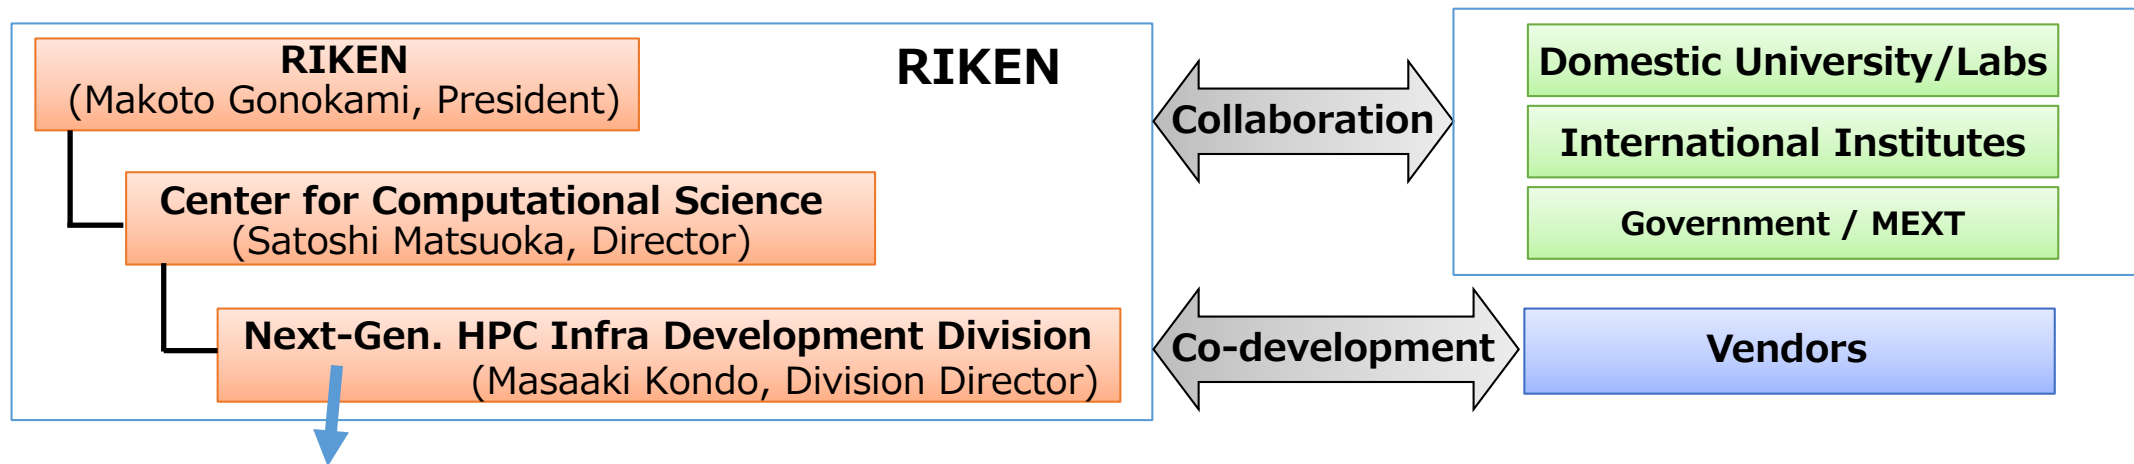 RIKEN
(Makoto Gonokami, President)
Center for Computational Science
(Satoshi Matsuoka, Director)
Next-Gen. HPC Infra Development Division
(Masaaki Kondo, Division Director)
RIKEN
Collaboration
Co-development
Domestic University/Labs
International Institutes
Government / MEXT
Vendors